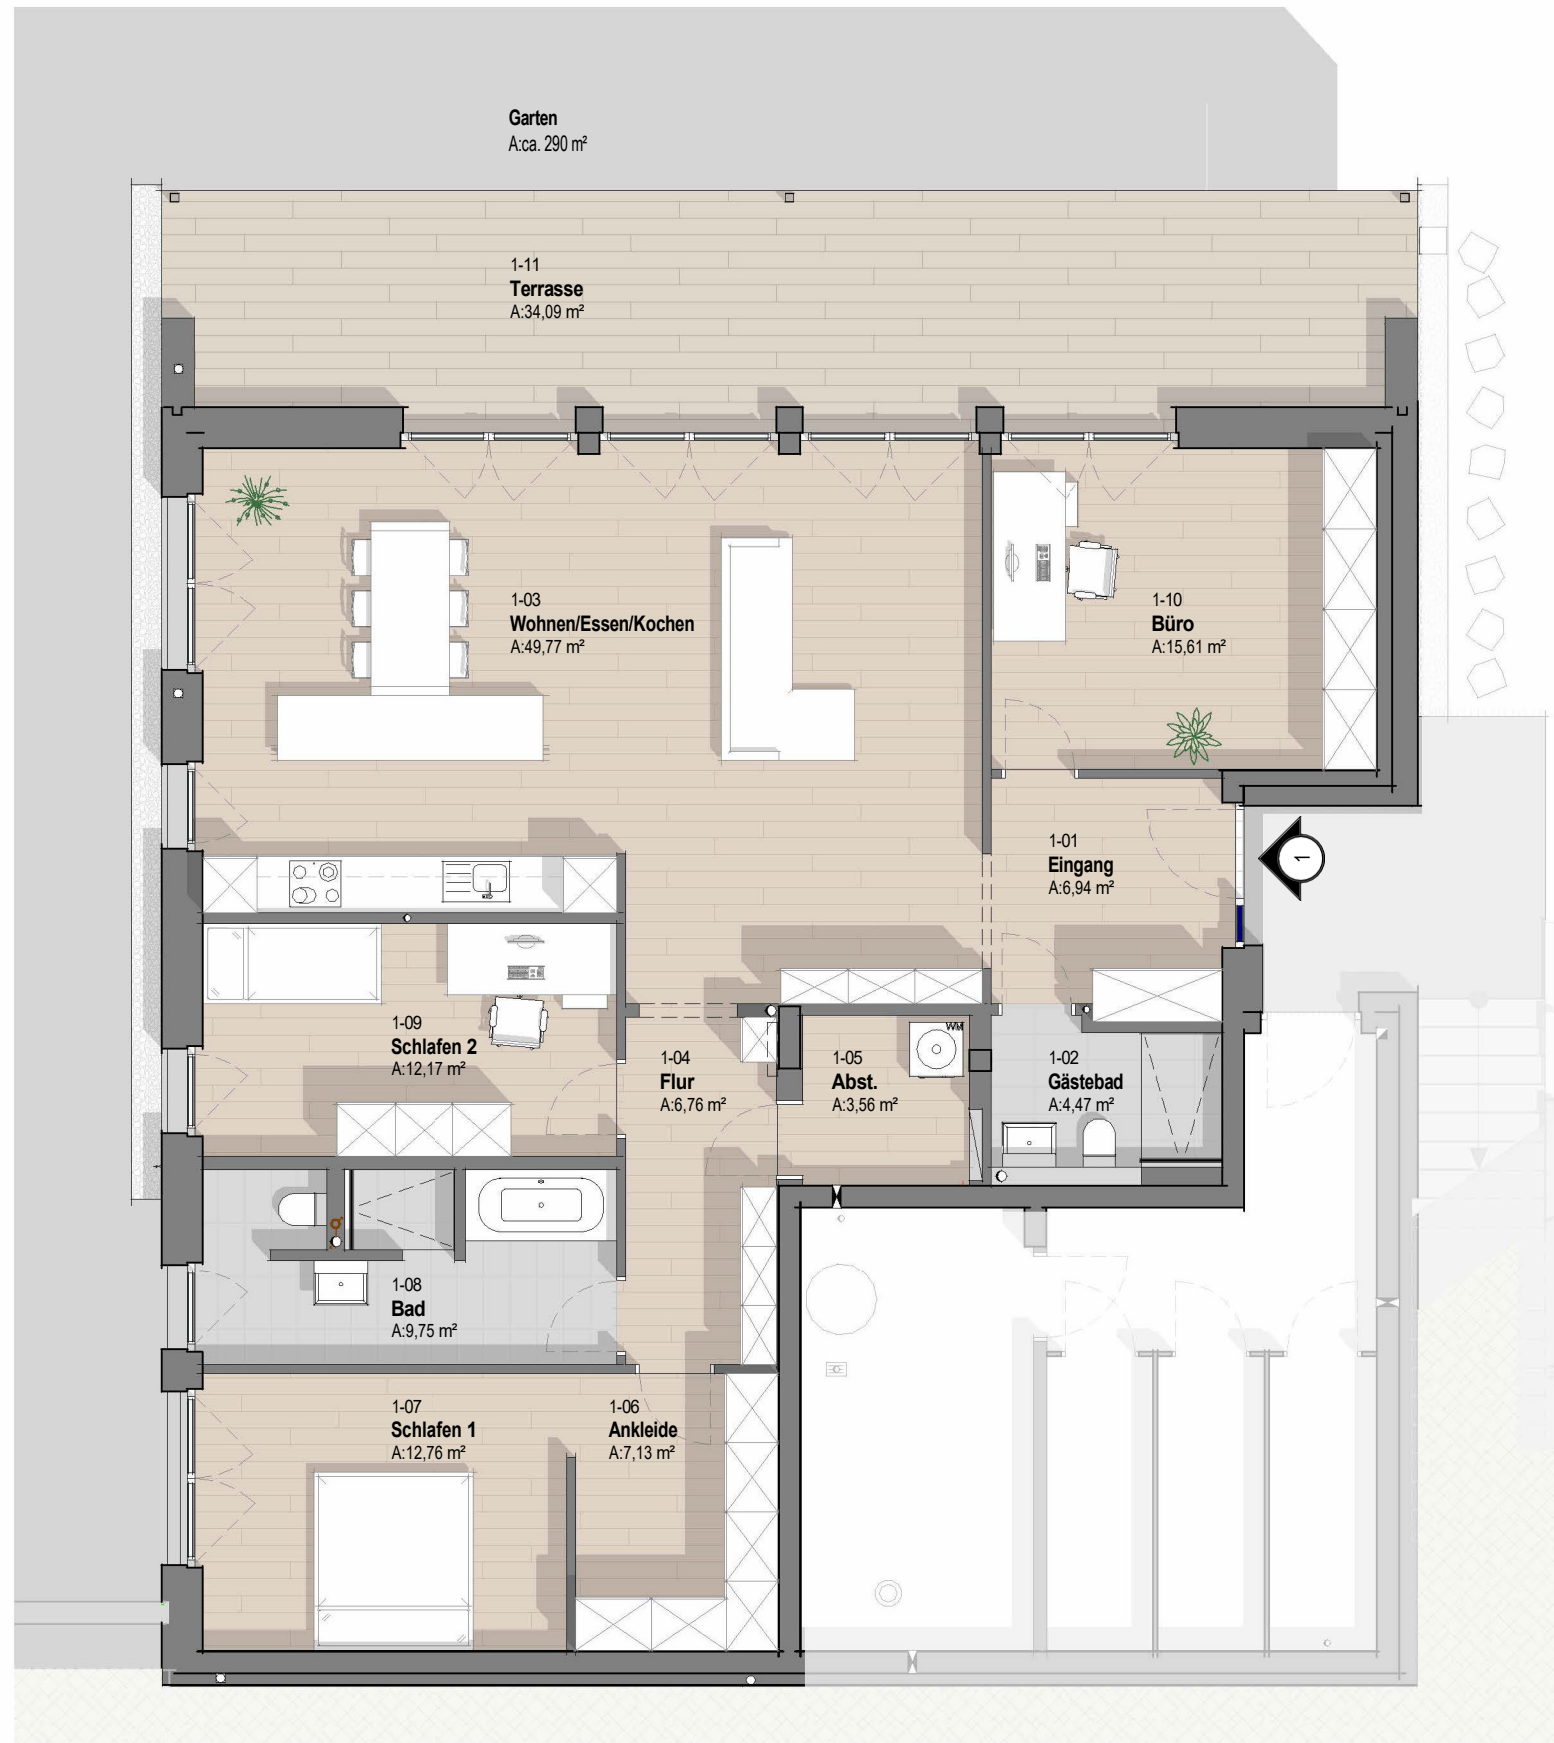 Garten
A:ca. 290 m²
1-11
Terrasse
A:34,09 m²
1-03
Wohnen/Essen/Kochen
A:49,77 m²
1-10
Büro
A:15,61 m²
1-01
Eingang
A:6,94 m²
1
1-09
Schlafen 2
A:12,17 m²
1-04
Flur
A:6,76 m²
1-05
Abst.
A:3,56 m²
WM
1-02
Gästebad
A:4,47 m²
1-08
Bad
A:9,75 m²
1-07
Schlafen 1
A:12,76 m²
1-06
Ankleide
A:7,13 m²